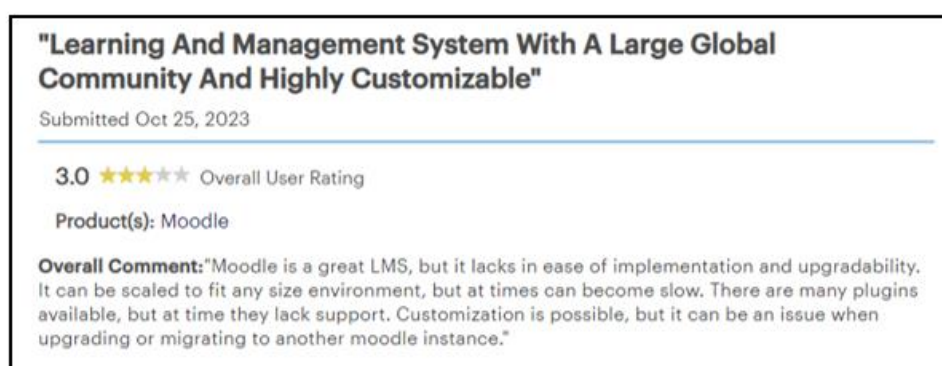 "Learning And Management System With A Large Global
Community And Highly Customizable"
Submitted Oct 25, 2023
3.0 ★★★★★ Overall User Rating
Product(s): Moodle
Overall Comment:"Moodle is a great LMS, but it lacks in ease of implementation and upgradability.
It can be scaled to fit any size environment, but at times can become slow. There are many plugins
available, but at time they lack support. Customization is possible, but it can be an issue when
upgrading or migrating to another moodle instance."